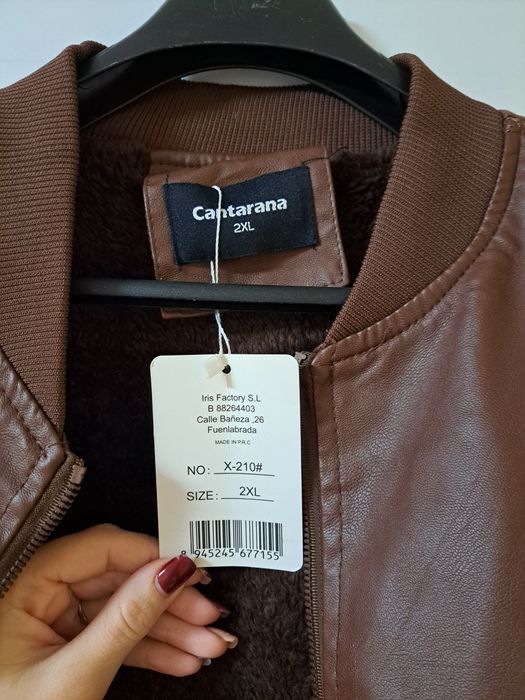 Cantarana
2XL
Iris Factory S.L
B 88264403
Calle Bañeza ,26
Fuenlabrada
MADE IN P.R.C
NO: X-210#
SIZE: 2XL
8 945245 677155